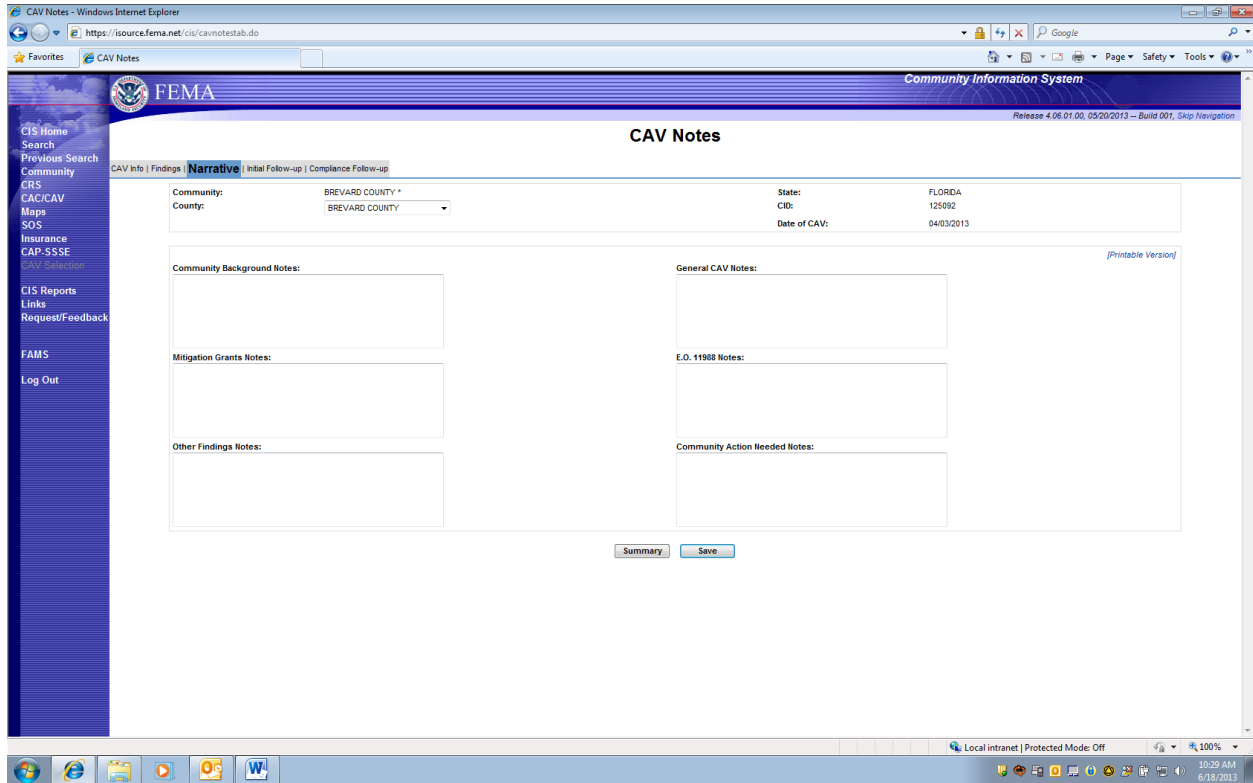 CAV Notes - Windows Internet Explorer
https://isource.fema.net/cis/cavnotestab.do
Google
Favorites
CAV Notes
Page
Safety
Tools
FEMA
Community Information System
Release 4.06.01.00, 05/20/2013 -- Build 001, Skip Navigation
CAV Notes
CIS Home
Search
Previous Search
Community
CRS
CAC/CAV
Maps
SOS
Insurance
CAP-SSSE
CAV Selection
CIS Reports
Links
Request/Feedback
FAMS
Log Out
CAV Info | Findings | Narrative | Initial Follow-up | Compliance Follow-up
Community: BREVARD COUNTY *
County: BREVARD COUNTY
State: FLORIDA
CID: 125092
Date of CAV: 04/03/2013
[Printable Version]
Community Background Notes:
General CAV Notes:
Mitigation Grants Notes:
E.O. 11988 Notes:
Other Findings Notes:
Community Action Needed Notes:
Summary
Save
Local intranet | Protected Mode: Off
100%
10:29 AM
6/18/2013